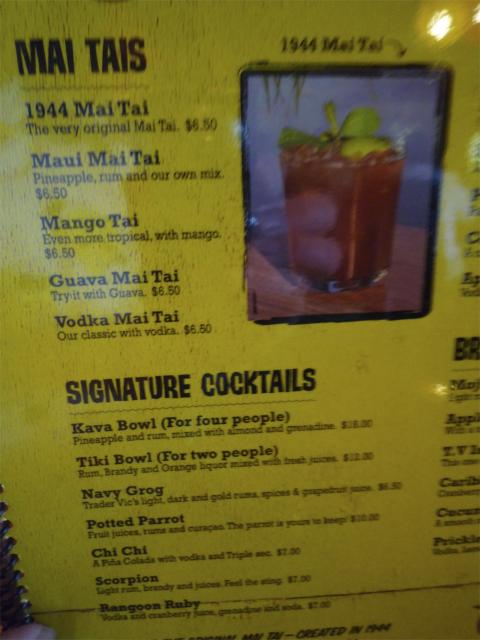 MAI TAIS
1944 Mai Tai
1944 Mai Tai
The very original Mai Tai. $6.50
Maui Mai Tai
Pineapple, rum and our own mix.
$6.50
Mango Tai
Even more tropical, with mango.
$6.50
Guava Mai Tai
Try it with Guava. $6.50
Vodka Mai Tai
Our classic with vodka. $6.50
SIGNATURE COCKTAILS
Kava Bowl (For four people)
Pineapple and rum, mixed with almond and grenadine.
Tiki Bowl (For two people)
Rum, Brandy and Orange liquor mixed with fresh juices. $12.00
Navy Grog
Trader Vic's light, dark and gold rums, spices & grapefruit juice. $6.50
Potted Parrot
Fruit juices, rums and curaçao. The parrot is yours to keep! $10.00
Chi Chi
A Piña Colada with vodka and Triple sec. $7.00
Scorpion
Light rum, brandy and juices. Feel the sting. $7.00
Rangoon Ruby
Vodka and cranberry juice, grenadine and soda. $7.00
ORIGINAL MAI TAI – CREATED IN 1944
BR